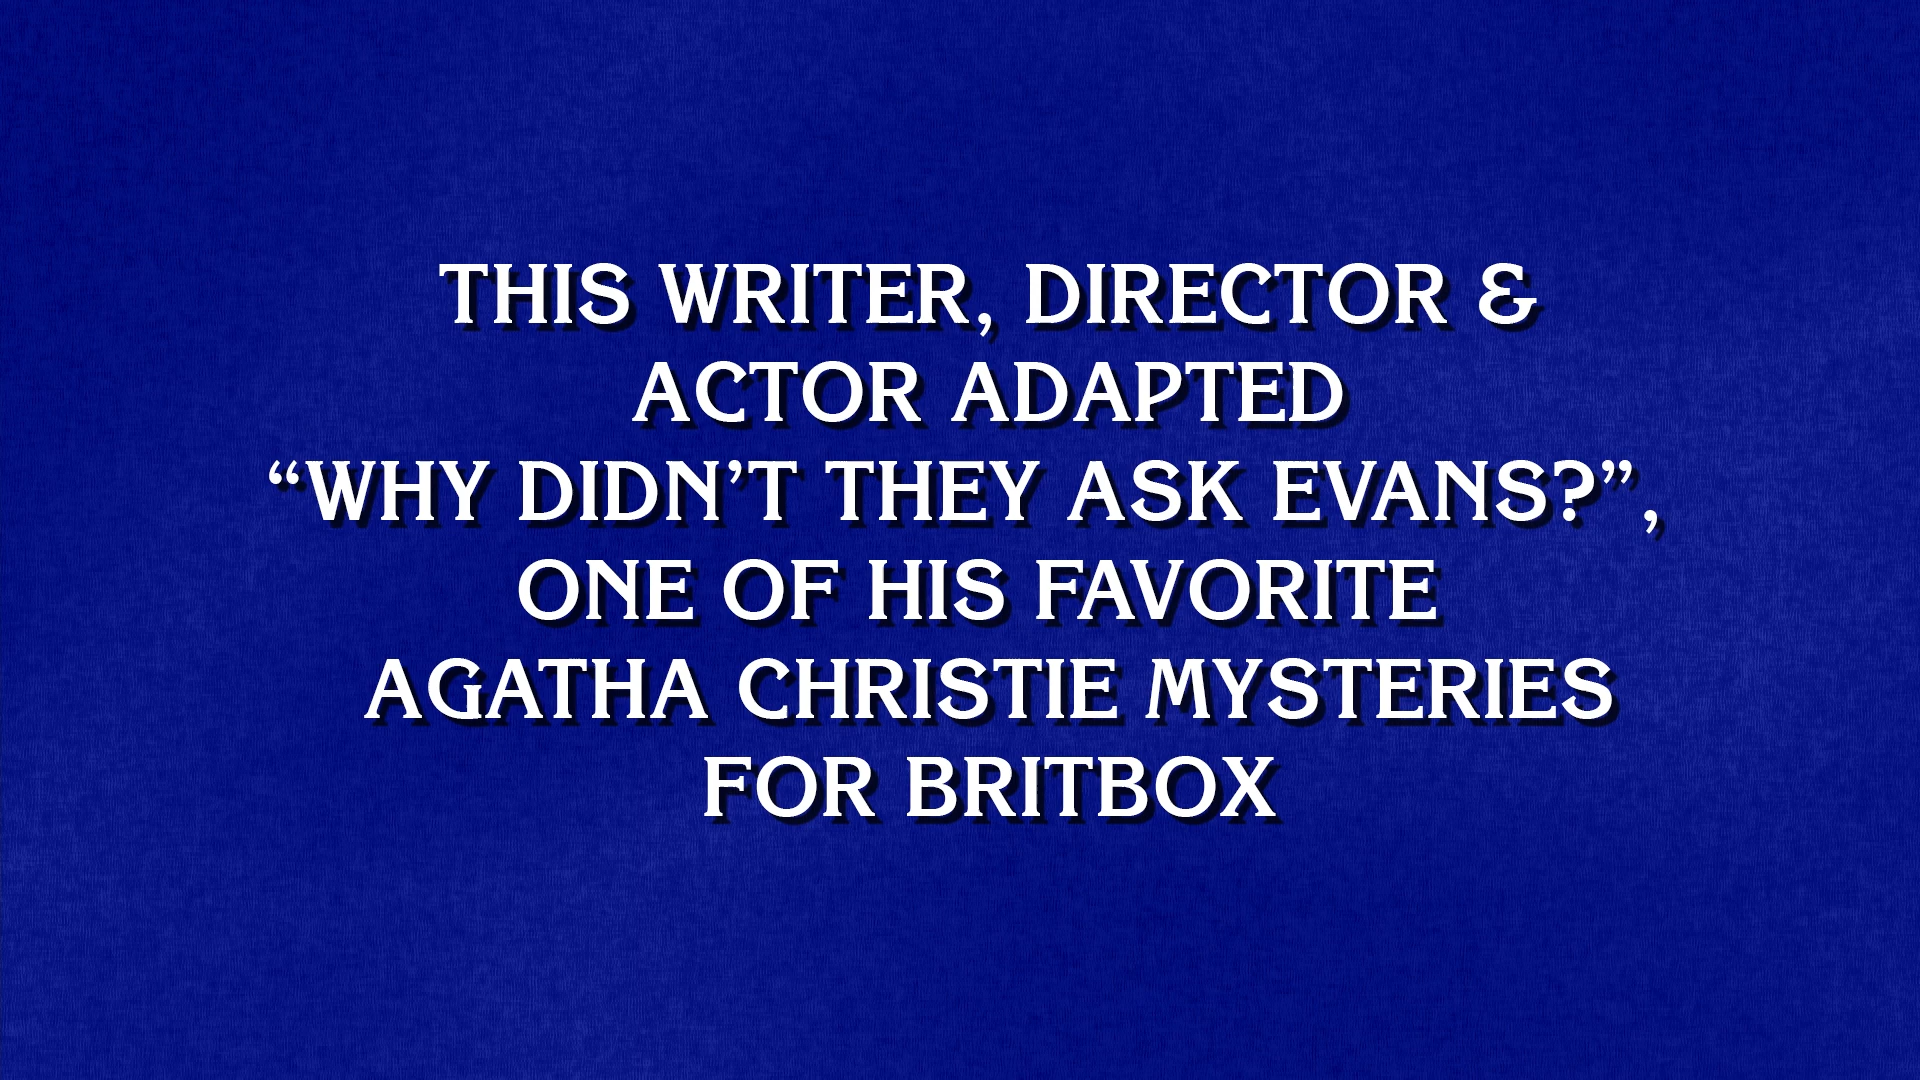 THIS WRITER, DIRECTOR &
ACTOR ADAPTED
“WHY DIDN’T THEY ASK EVANS?”,
ONE OF HIS FAVORITE
AGATHA CHRISTIE MYSTERIES
FOR BRITBOX